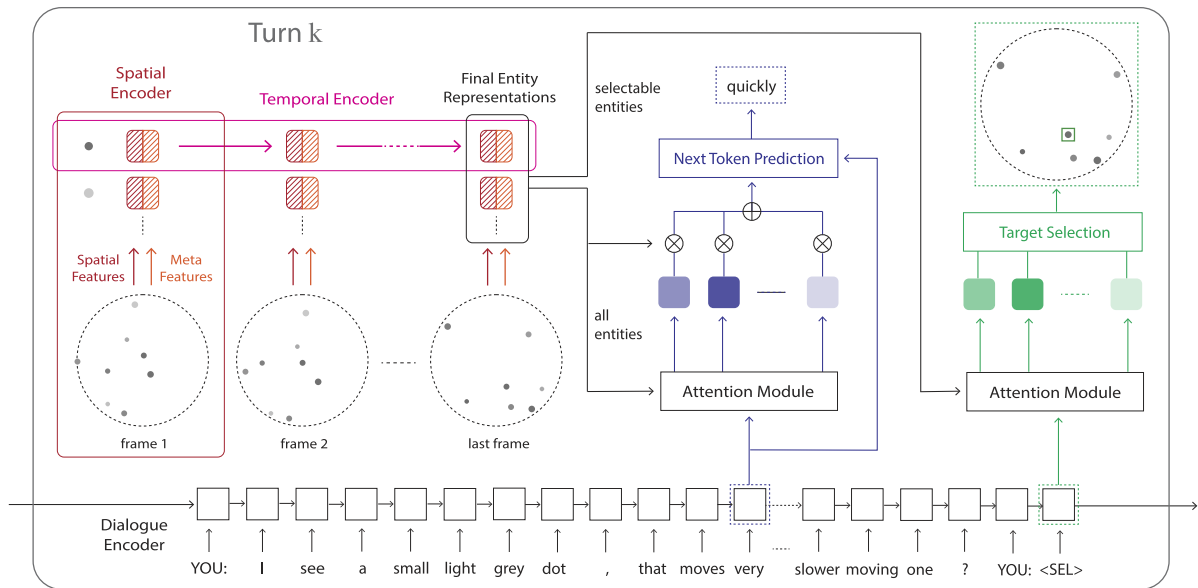 Turn k
Spatial
Encoder
Temporal Encoder
Final Entity
Representations
selectable
entities
quickly
Next Token Prediction
Target Selection
Spatial
Features
Meta
Features
all
entities
Attention Module
Attention Module
frame 1
frame 2
last frame
Dialogue
Encoder
YOU: I see a small light grey dot , that moves very slower moving one ? YOU: <SEL>